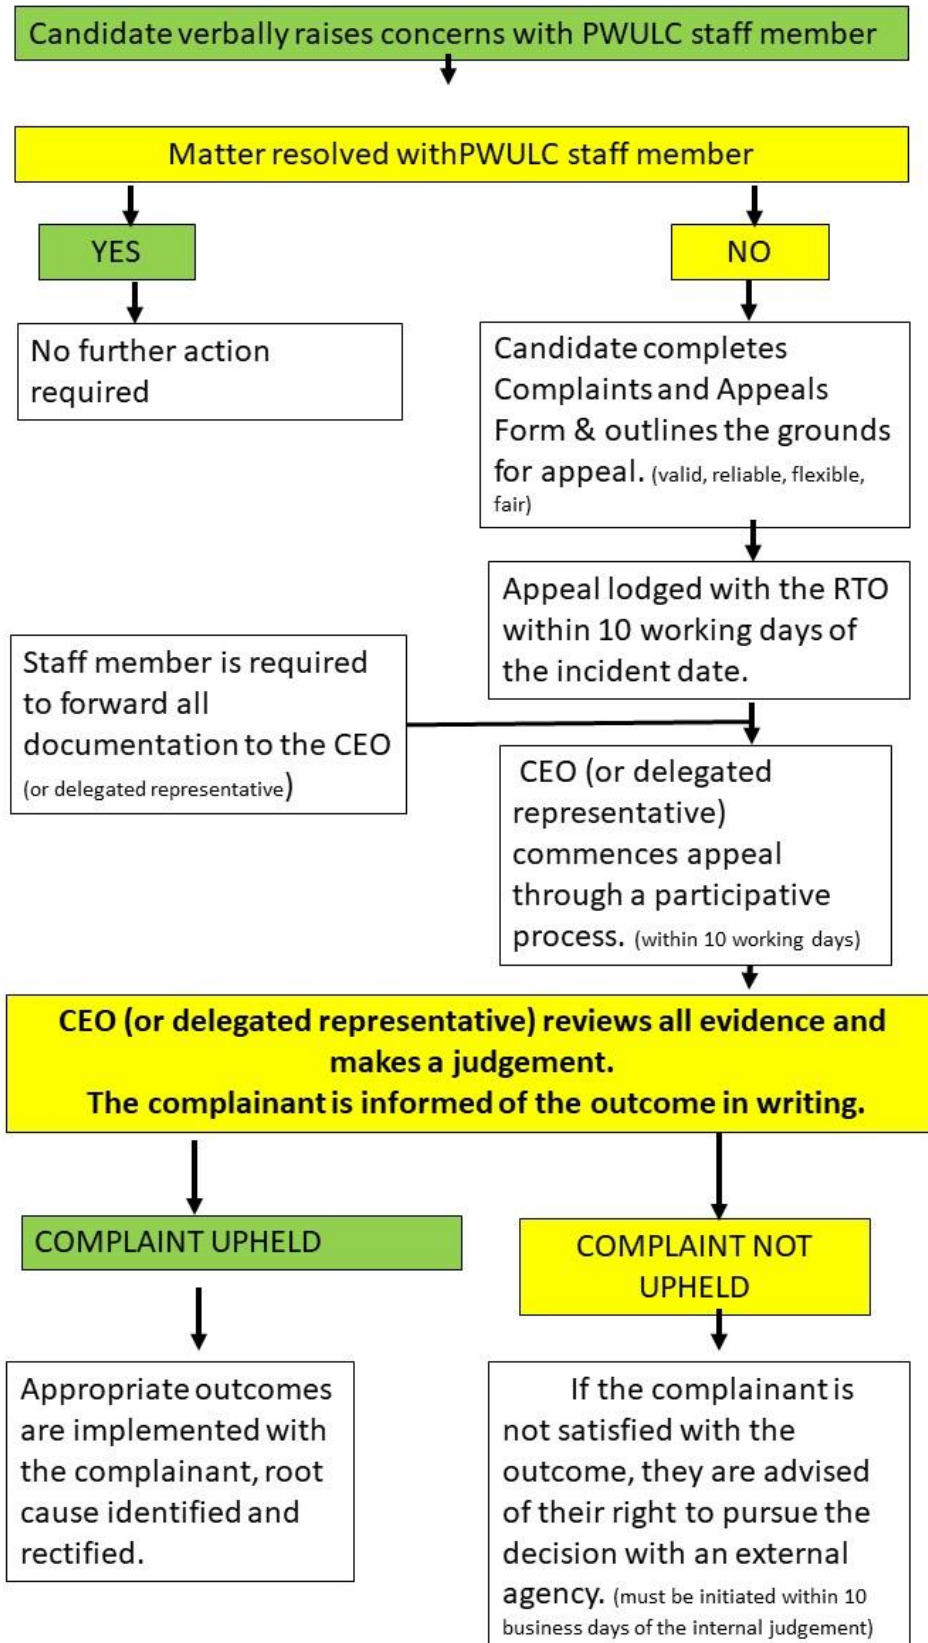 Candidate verbally raises concerns with PWULC staff member
Matter resolved withPWULC staff member
YES
NO
No further action
required
Candidate completes
Complaints and Appeals
Form & outlines the grounds
for appeal. (valid, reliable, flexible,
fair)
Appeal lodged with the RTO
within 10 working days of
the incident date.
Staff member is required
to forward all
documentation to the CEO
(or delegated representative)
CEO (or delegated
representative)
commences appeal
through a participative
process. (within 10 working days)
CEO (or delegated representative) reviews all evidence and
makes a judgement.
The complainant is informed of the outcome in writing.
COMPLAINT UPHELD
COMPLAINT NOT
UPHELD
Appropriate outcomes
are implemented with
the complainant, root
cause identified and
rectified.
If the complainant is
not satisfied with the
outcome, they are advised
of their right to pursue the
decision with an external
agency. (must be initiated within 10
business days of the internal judgement)